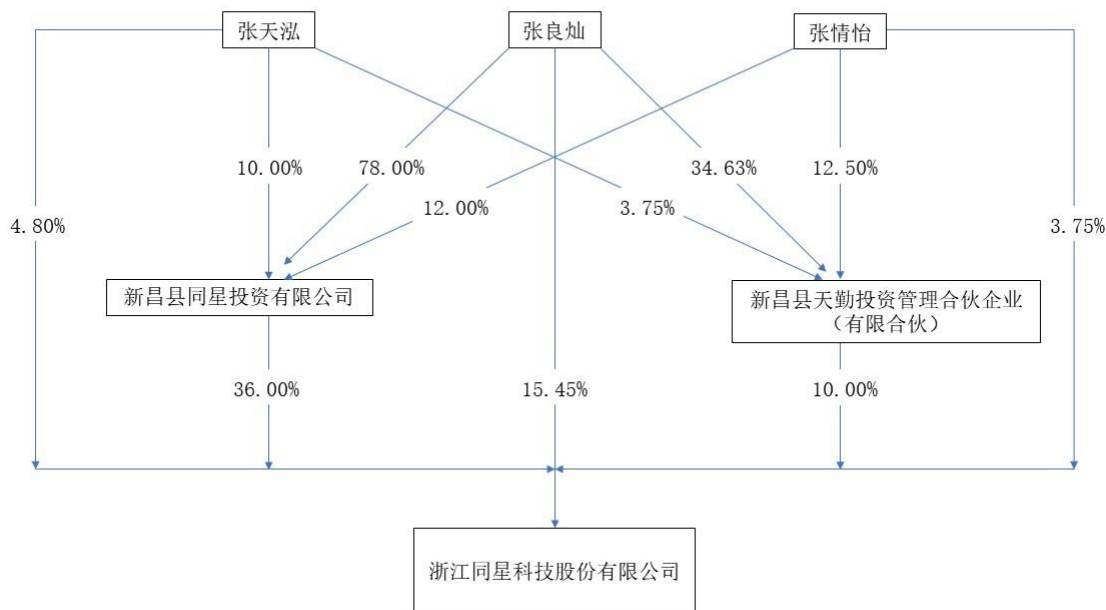 张天泓
张良灿
张情怡
10.00%
78.00%
34.63%
12.50%
4.80%
12.00%
3.75%
3.75%
新昌县同星投资有限公司
新昌县天勤投资管理合伙企业
（有限合伙）
36.00%
15.45%
10.00%
浙江同星科技股份有限公司